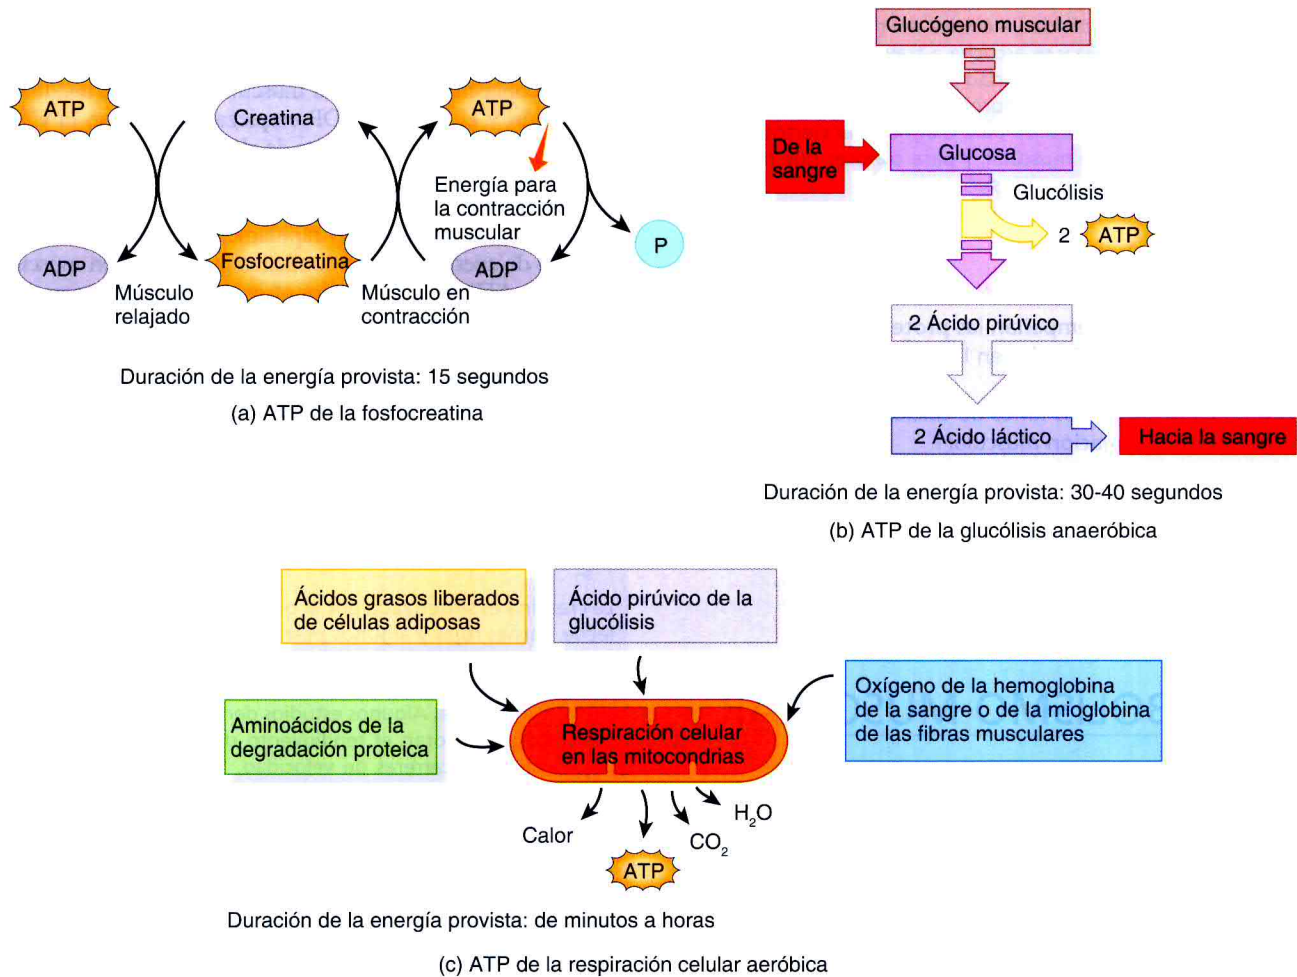 ATP
Creatina
ATP
ADP
Fosfocreatina
Energía para
la contracción
muscular
ADP
P
Músculo
relajado
Músculo en
contracción
Duración de la energía provista: 15 segundos
(a) ATP de la fosfocreatina
Glucógeno muscular
De la
sangre
Glucosa
Glucólisis
2 ATP
2 Ácido pirúvico
2 Ácido láctico
Hacia la sangre
Duración de la energía provista: 30-40 segundos
(b) ATP de la glucólisis anaeróbica
Ácidos grasos liberados
de células adiposas
Ácido pirúvico de la
glucólisis
Aminoácidos de la
degradación proteica
Oxígeno de la hemoglobina
de la sangre o de la mioglobina
de las fibras musculares
Respiración celular
en las mitocondrias
Calor
ATP
CO₂
H₂O
Duración de la energía provista: de minutos a horas
(c) ATP de la respiración celular aeróbica